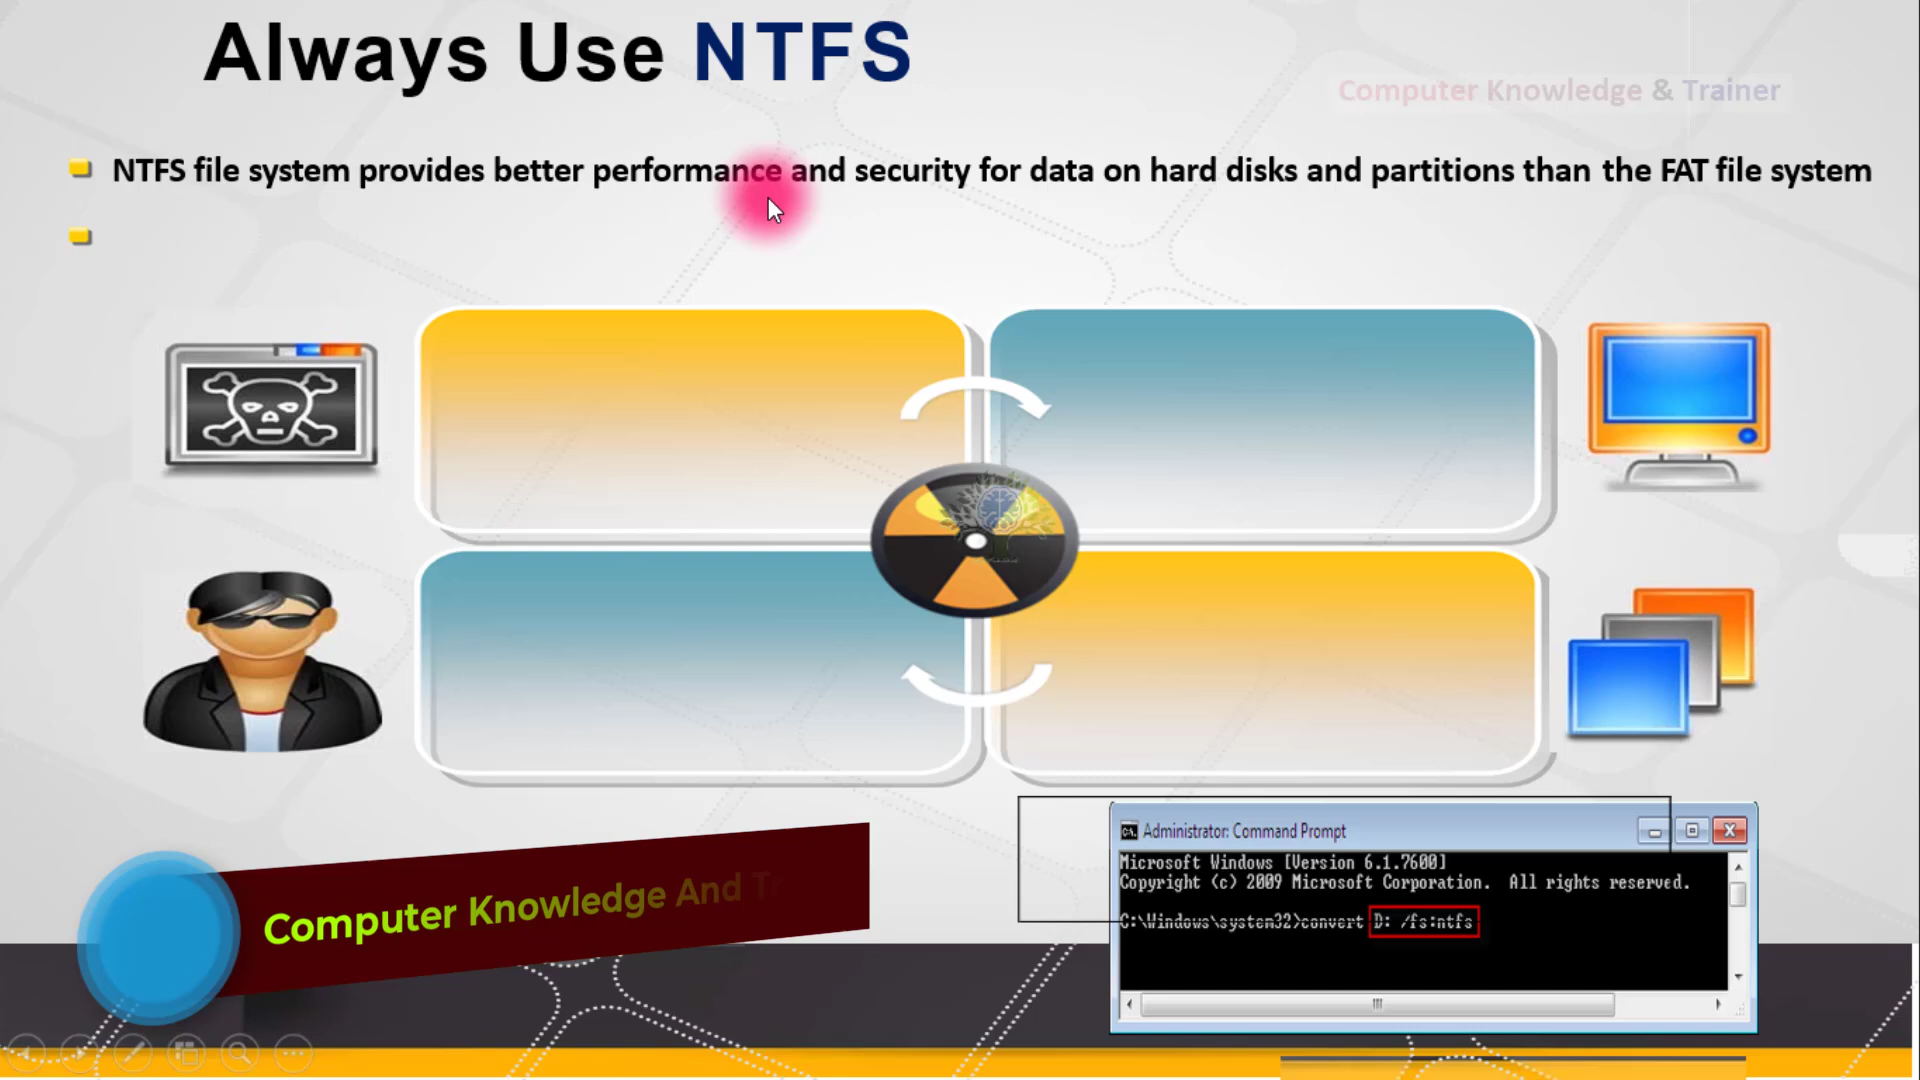 Always Use NTFS
Computer Knowledge & Trainer
NTFS file system provides better performance and security for data on hard disks and partitions than the FAT file system
Administrator: Command Prompt
Microsoft Windows [Version 6.1.7600]
Copyright (c) 2009 Microsoft Corporation. All rights reserved.
C:\Windows\system32>convert D: /fs:ntfs
Computer Knowledge And Tr